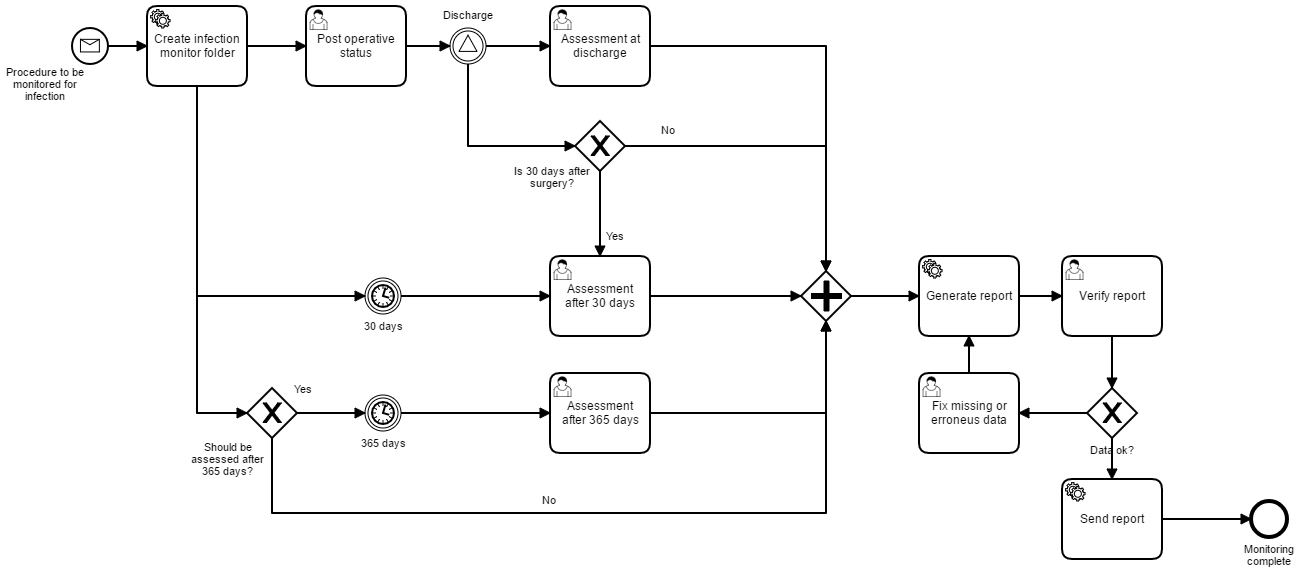 Discharge
Create infection
monitor folder
Post operative
status
Assessment at
discharge
Procedure to be
monitored for
infection
No
Is 30 days after
surgery?
Yes
Assessment
after 30 days
Generate report
Verify report
30 days
Yes
Assessment
after 365 days
Fix missing or
erroneus data
365 days
Should be
assessed after
365 days?
Data ok?
No
Send report
Monitoring
complete